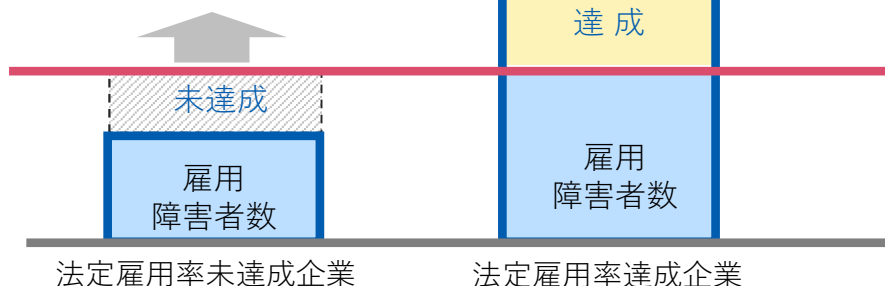 達 成
未達成
雇用
障害者数
雇用
障害者数
法定雇用率未達成企業
法定雇用率達成企業